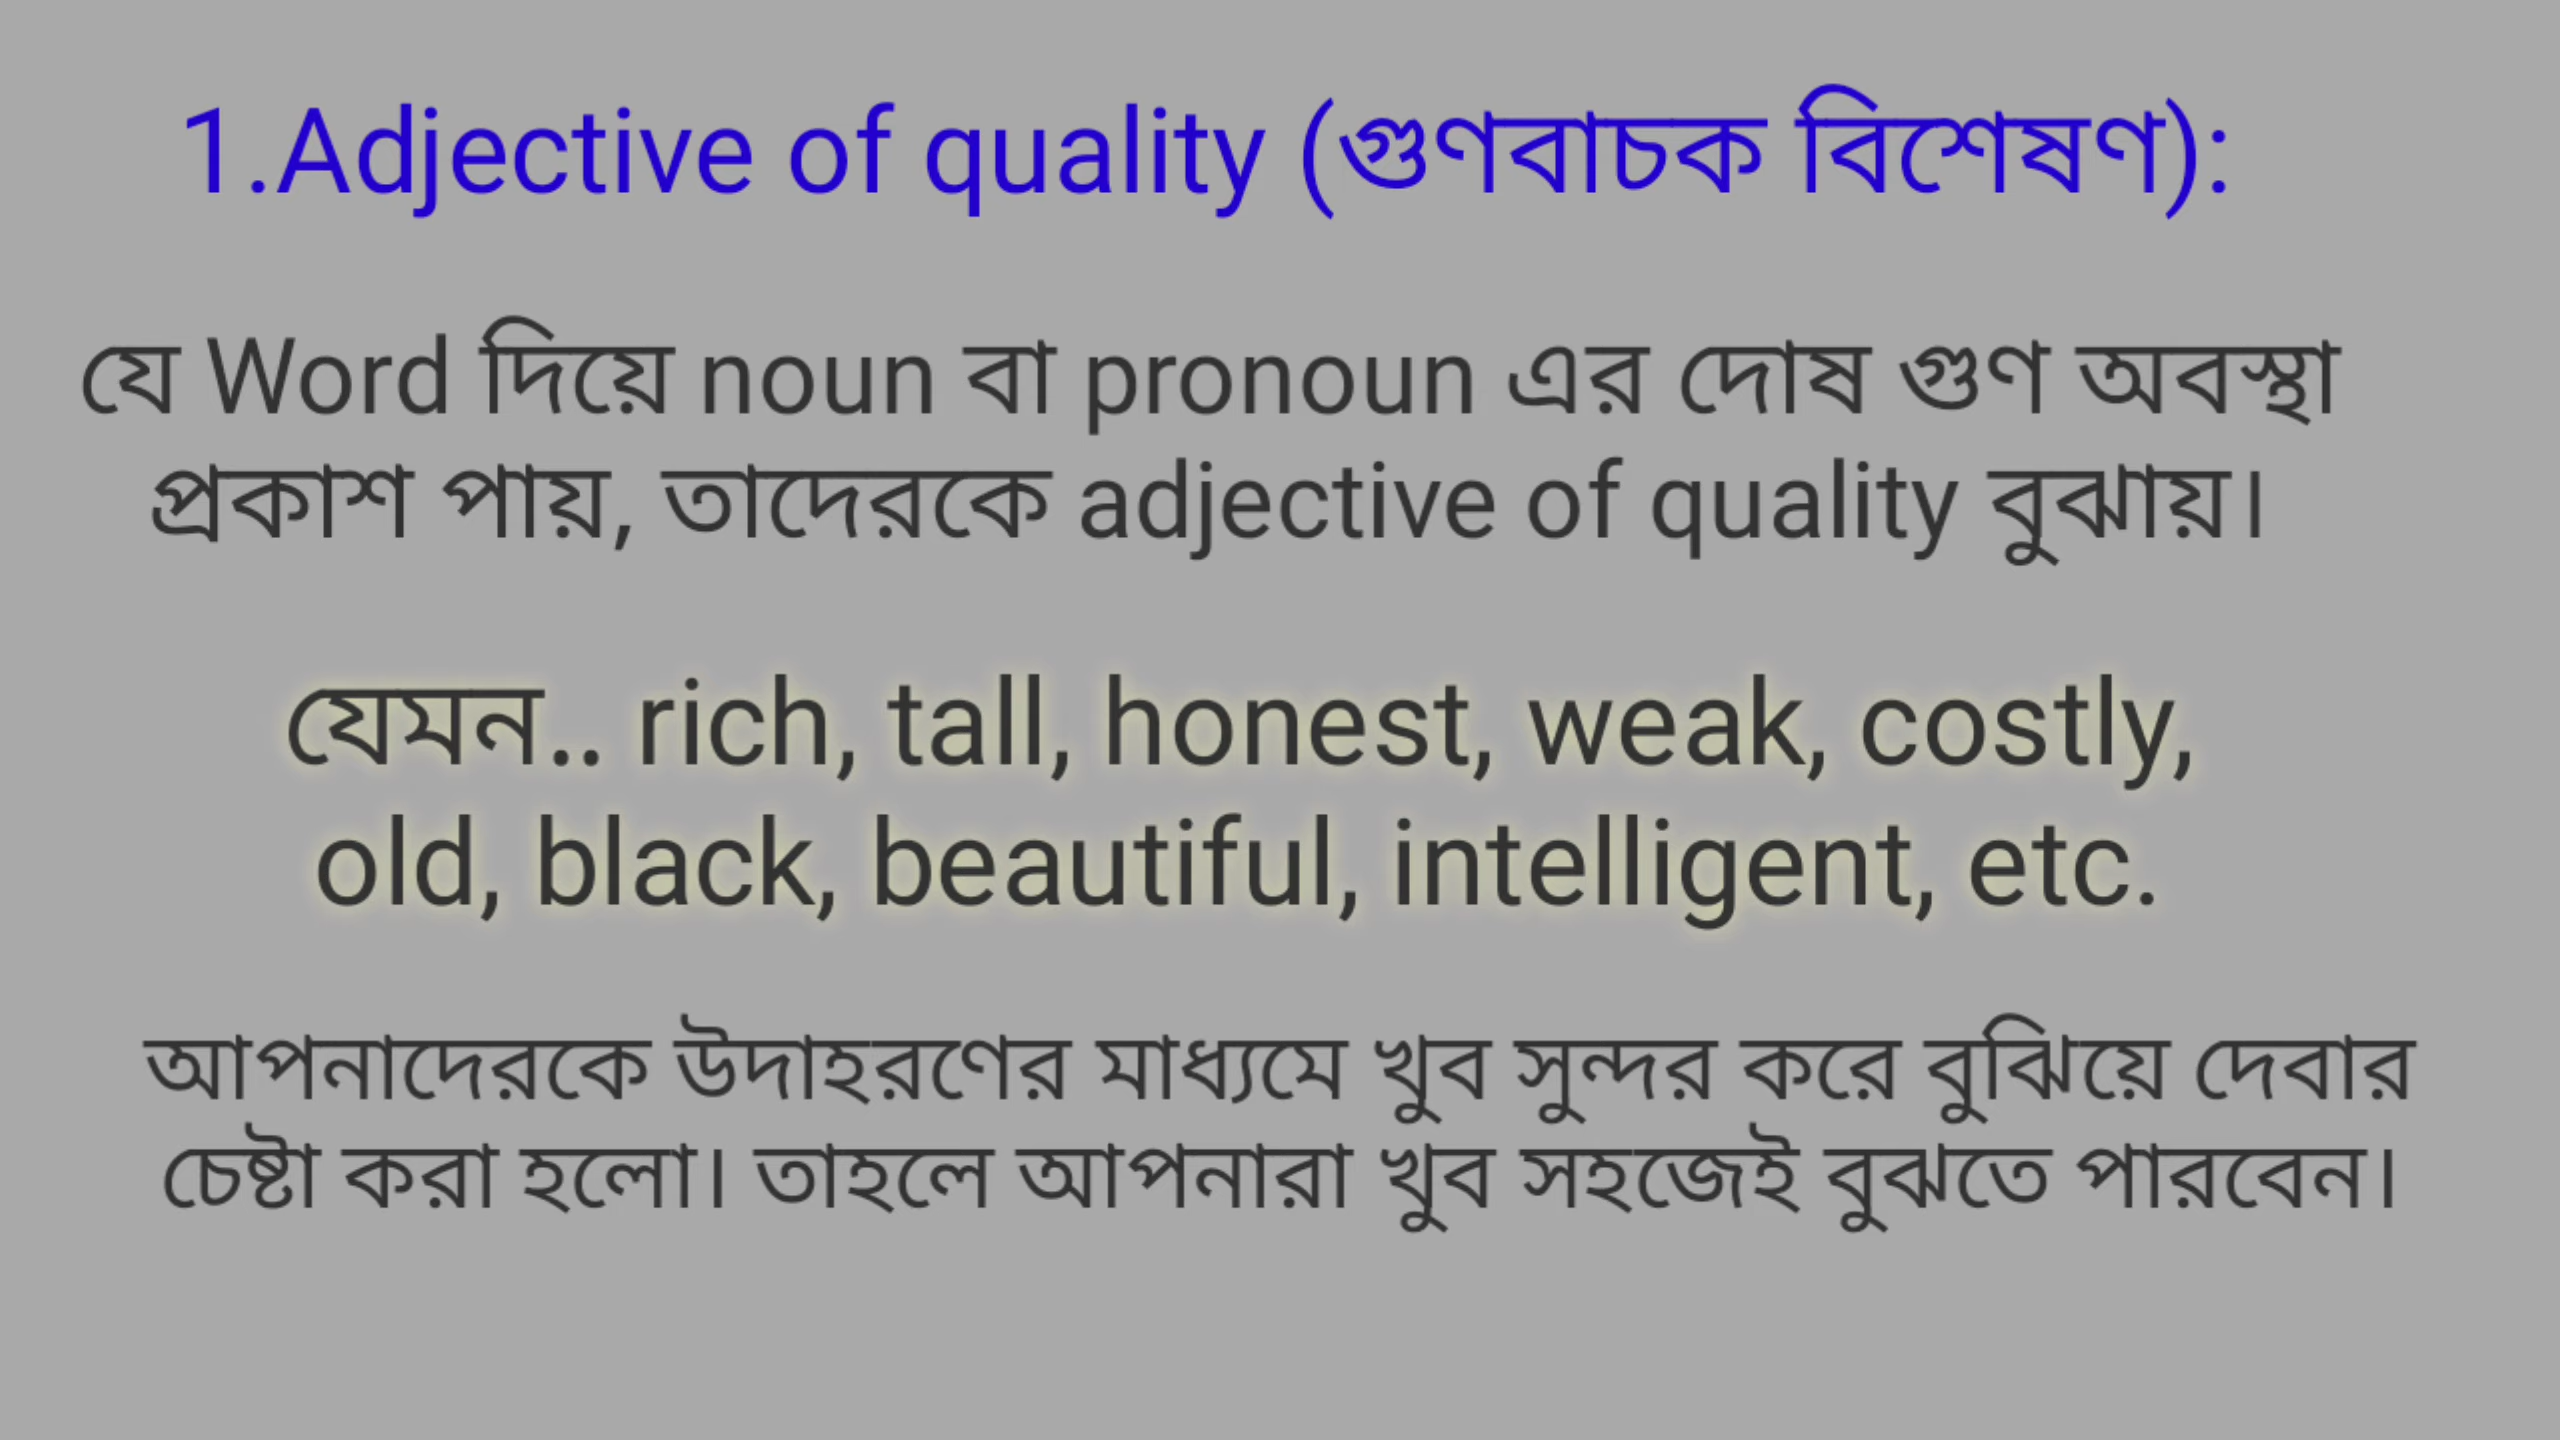 1.Adjective of quality (গুণবাচক বিশেষণ):
যে Word দিয়ে noun বা pronoun এর দোষ গুণ অবস্থা
প্রকাশ পায়, তাদেরকে adjective of quality বুঝায়।
যেমন.. rich, tall, honest, weak, costly,
old, black, beautiful, intelligent, etc.
আপনাদেরকে উদাহরণের মাধ্যমে খুব সুন্দর করে বুঝিয়ে দেবার
চেষ্টা করা হলো। তাহলে আপনারা খুব সহজেই বুঝতে পারবেন।